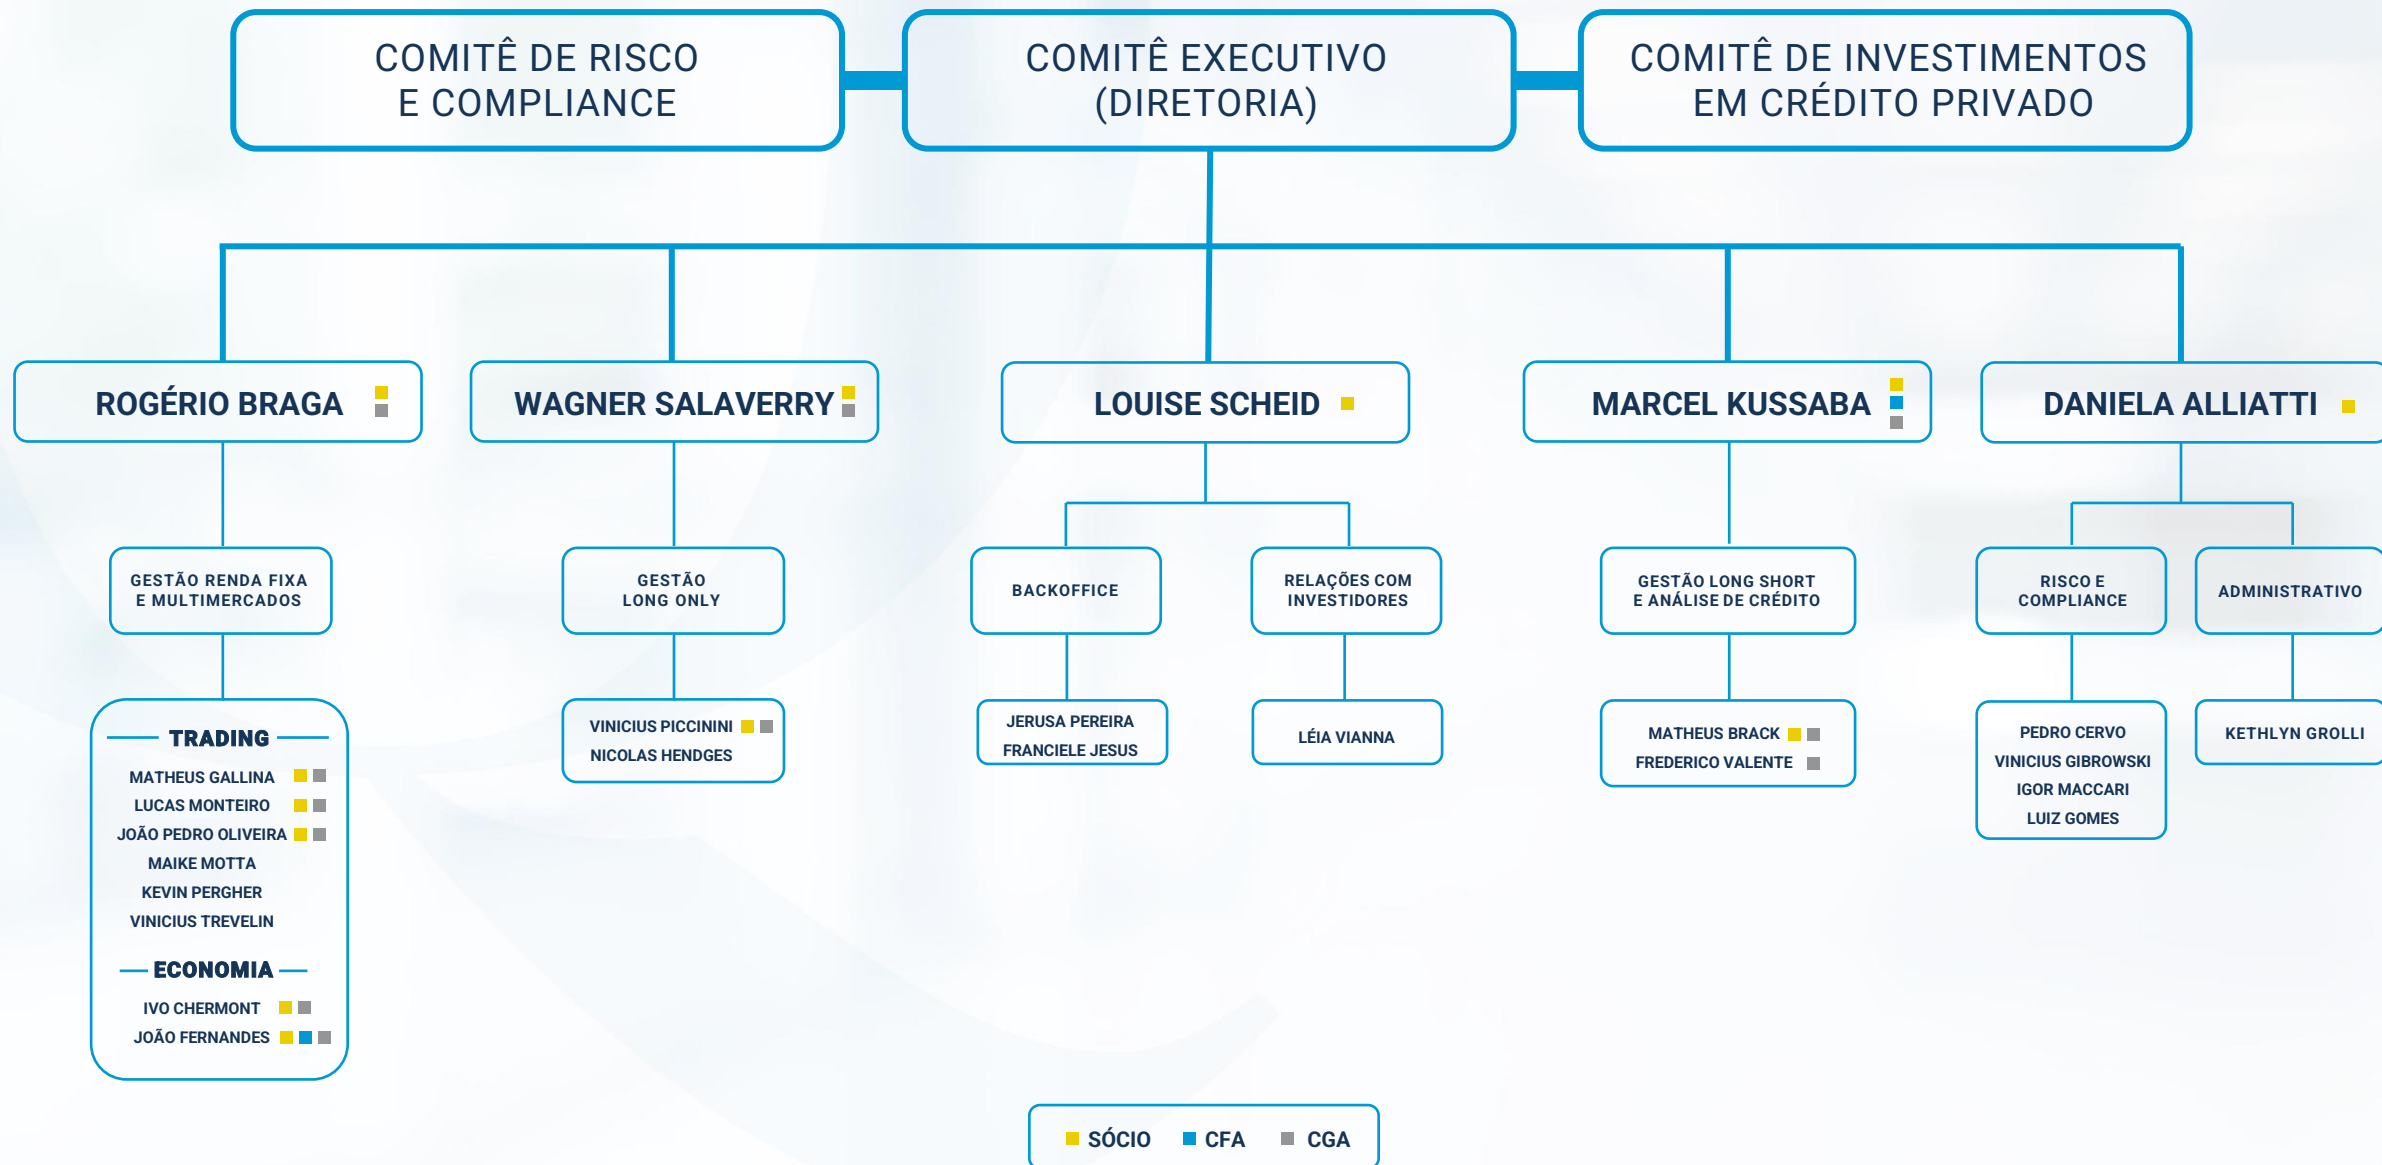 COMITÊ DE RISCO
E COMPLIANCE
COMITÊ EXECUTIVO
(DIRETORIA)
COMITÊ DE INVESTIMENTOS
EM CRÉDITO PRIVADO
ROGÉRIO BRAGA
WAGNER SALAVERRY
LOUISE SCHEID
MARCEL KUSSABA
DANIELA ALLIATTI
GESTÃO RENDA FIXA
E MULTIMERCADOS
GESTÃO
LONG ONLY
BACKOFFICE
RELAÇÕES COM
INVESTIDORES
GESTÃO LONG SHORT
E ANÁLISE DE CRÉDITO
RISCO E
COMPLIANCE
ADMINISTRATIVO
TRADING
MATHEUS GALLINA
LUCAS MONTEIRO
JOÃO PEDRO OLIVEIRA
MAIKE MOTTA
KEVIN PERGHER
VINICIUS TREVELIN
ECONOMIA
IVO CHERMONT
JOÃO FERNANDES
VINICIUS PICCININI
NICOLAS HENDGES
JERUSA PEREIRA
FRANCIELE JESUS
LÉIA VIANNA
MATHEUS BRACK
FREDERICO VALENTE
PEDRO CERVO
VINICIUS GIBROWSKI
IGOR MACCARI
LUIZ GOMES
KETHLYN GROLLI
SÓCIO CFA CGA